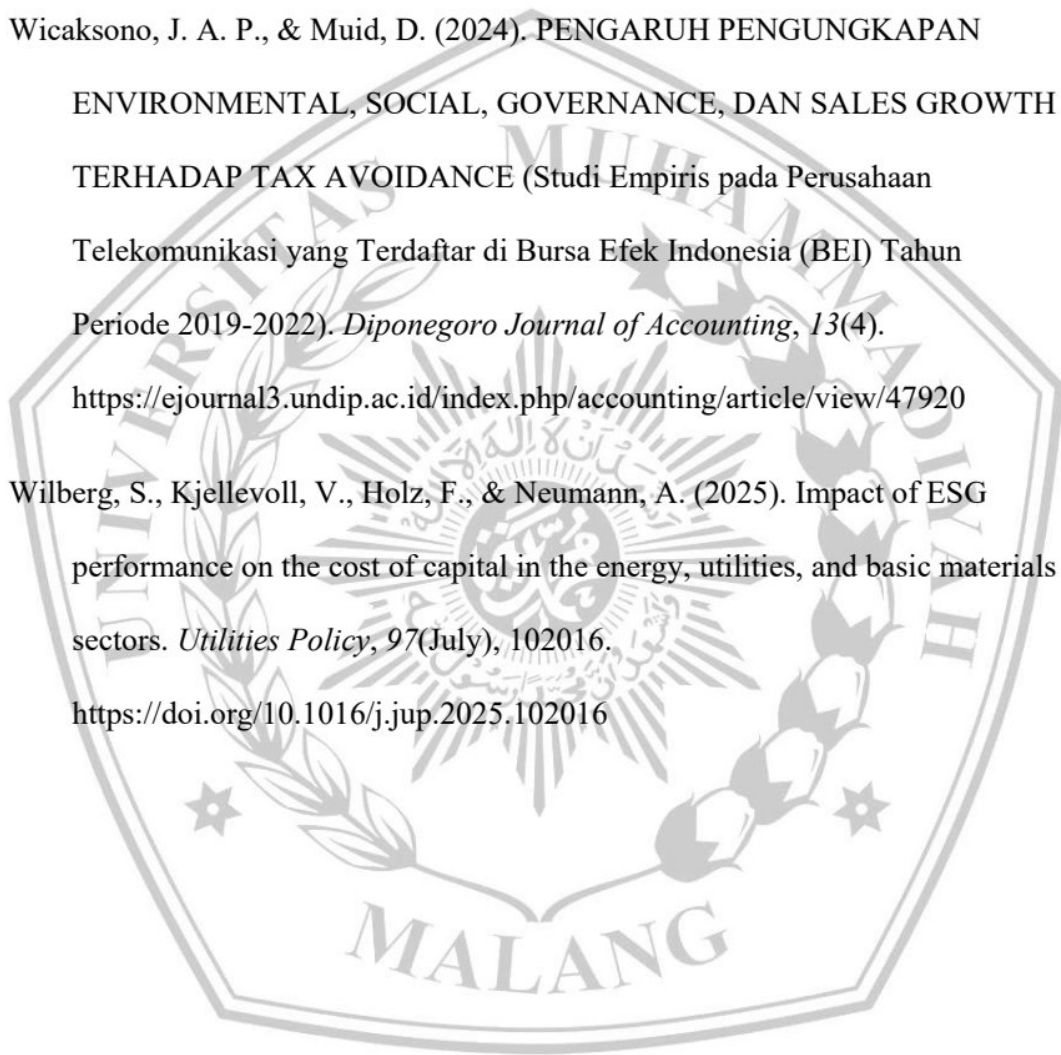 Wicaksono, J. A. P., & Muid, D. (2024). PENGARUH PENGUNGKAPAN
ENVIRONMENTAL, SOCIAL, GOVERNANCE, DAN SALES GROWTH
TERHADAP TAX AVOIDANCE (Studi Empiris pada Perusahaan
Telekomunikasi yang Terdaftar di Bursa Efek Indonesia (BEI) Tahun
Periode 2019-2022). Diponegoro Journal of Accounting, 13(4).
https://ejournal3.undip.ac.id/index.php/accounting/article/view/47920
Wilberg, S., Kjellevoll, V., Holz, F., & Neumann, A. (2025). Impact of ESG
performance on the cost of capital in the energy, utilities, and basic materials
sectors. Utilities Policy, 97(July), 102016.
https://doi.org/10.1016/j.jup.2025.102016
UNIVERSITAS MUHAMMADIYAH
MALANG